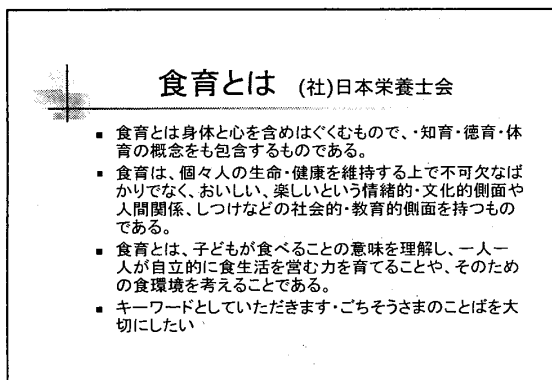 食育とは (社)日本栄養士会
■ 食育とは身体と心を含めはぐくむもので、・知育・徳育・体
育の概念をも包含するものである。
■ 食育は、個々人の生命・健康を維持する上で不可欠なば
かりでなく、おいしい、楽しいという情緒的・文化的側面や
人間関係、しつけなどの社会的・教育的側面を持つもの
である。
■ 食育とは、子どもが食べることの意味を理解し、一人一
人が自立的に食生活を営む力を育てることや、そのため
の食環境を考えることである。
■ キーワードとしていただきます・ごちそうさまのことばを大
切にしたい